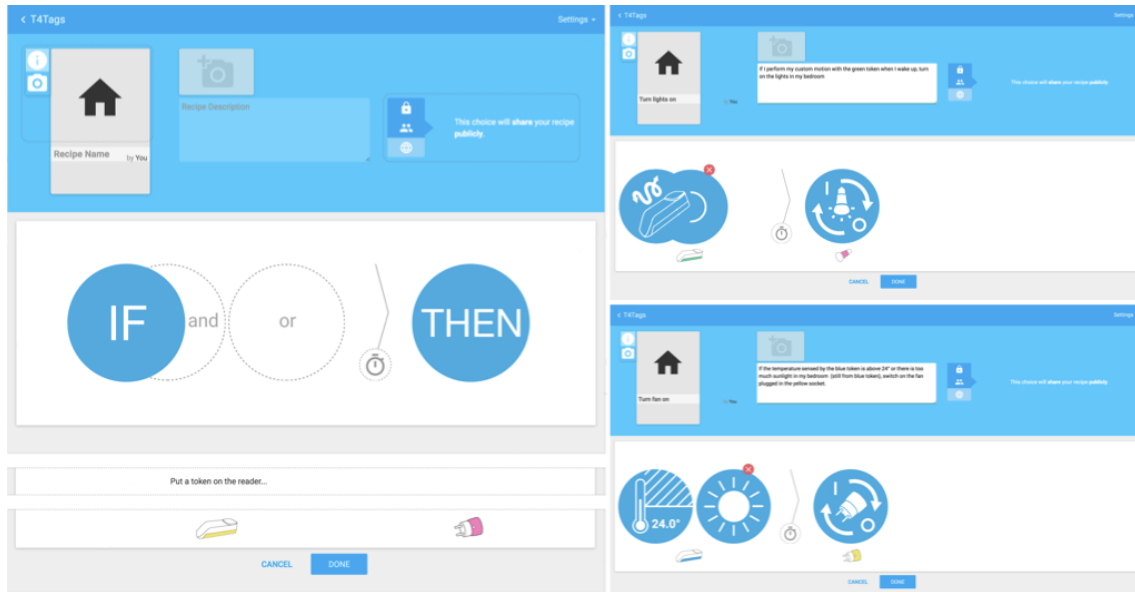 T4Tags
Settings
Recipe Description
This choice will share your recipe
publicly.
Recipe Name
by You
IF
and
or
THEN
Put a token on the reader...
CANCEL
DONE
T4Tags
Settings
If I perform my custom motion with the green token when I wake up, turn
on the lights in my bedroom
This choice will share your recipe publicly.
Turn lights on
by You
CANCEL
DONE
T4Tags
Settings
If the temperature sensed by the blue token is above 24° or there is too
much sunlight in my bedroom (still from blue token), switch on the fan
plugged in the yellow socket.
This choice will share your recipe publicly.
Turn fan on
by You
24.0°
CANCEL
DONE